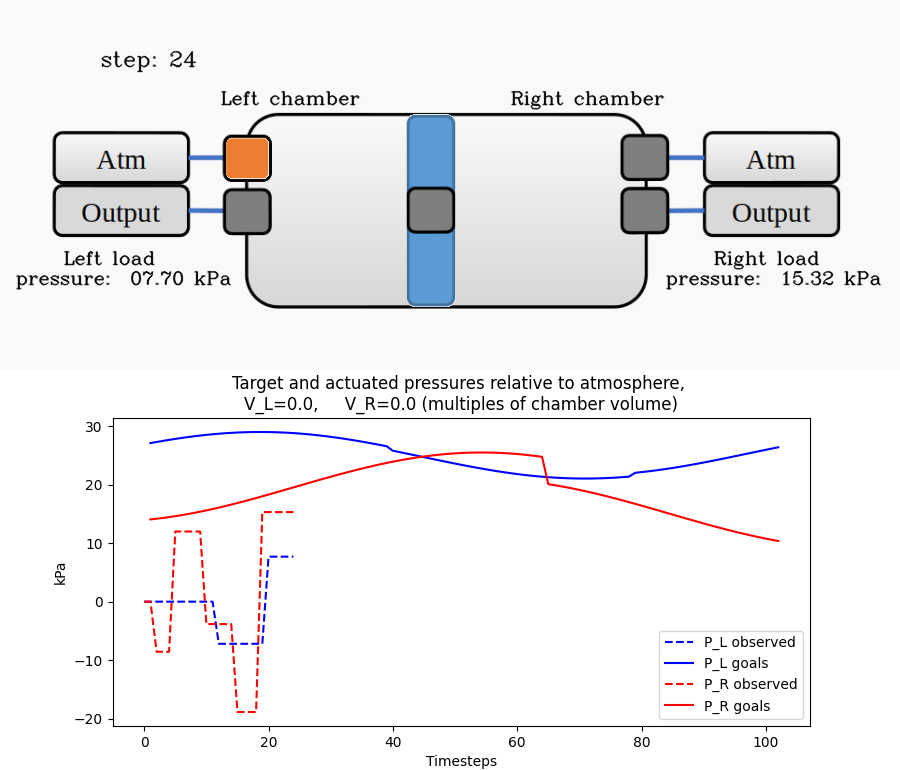 step: 24
Left chamber
Right chamber
Atm
Atm
Output
Output
Left load
pressure: 07.70 kPa
Right load
pressure: 15.32 kPa
Target and actuated pressures relative to atmosphere,
V_L=0.0, V_R=0.0 (multiples of chamber volume)
30
20
10
0
−10
−20
kPa
P_L observed
P_L goals
P_R observed
P_R goals
0 20 40 60 80 100
Timesteps